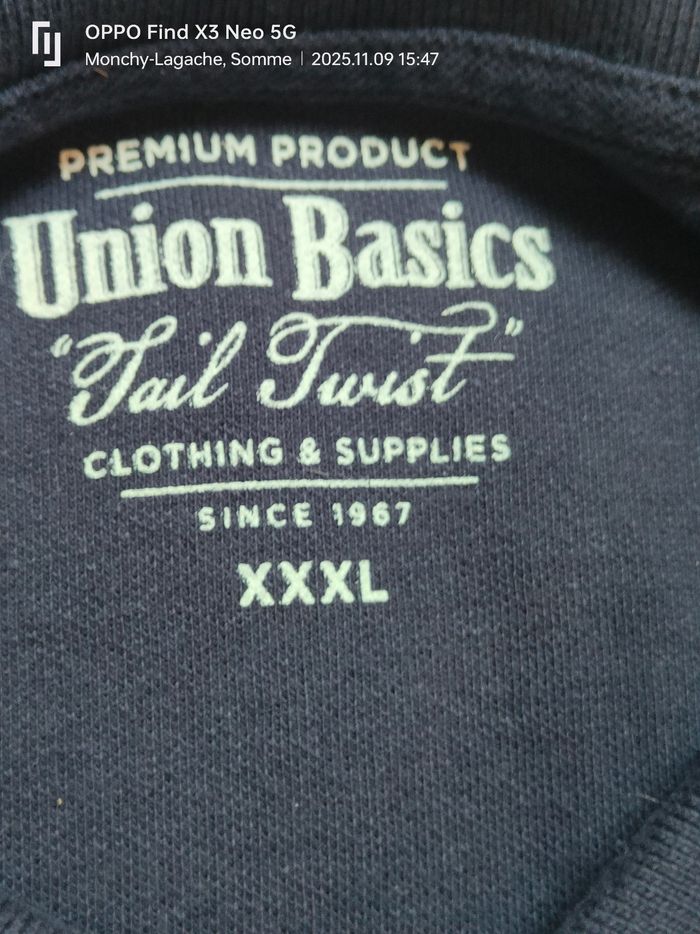 OPPO Find X3 Neo 5G
Monchy-Lagache, Somme | 2025.11.09 15:47
PREMIUM PRODUCT
Union Basics
"Tail Twist"
CLOTHING & SUPPLIES
SINCE 1967
XXXL